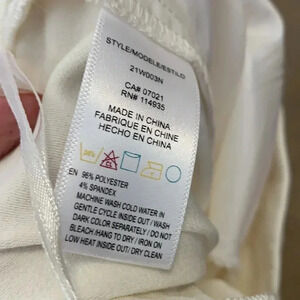 STYLE/MODELE/ESTILO
21W003N
CA# 07021
RN# 114935
MADE IN CHINA
FABRIQUE EN CHINE
HECHO EN CHINA
EN 96% POLYESTER
4% SPANDEX
MACHINE WASH COLD WATER IN
GENTLE CYCLE INSIDE OUT / WASH
DARK COLOR SEPARATELY / DO NOT
BLEACH / HANG TO DRY / IRON ON
LOW HEAT INSIDE OUT / DRY CLEAN